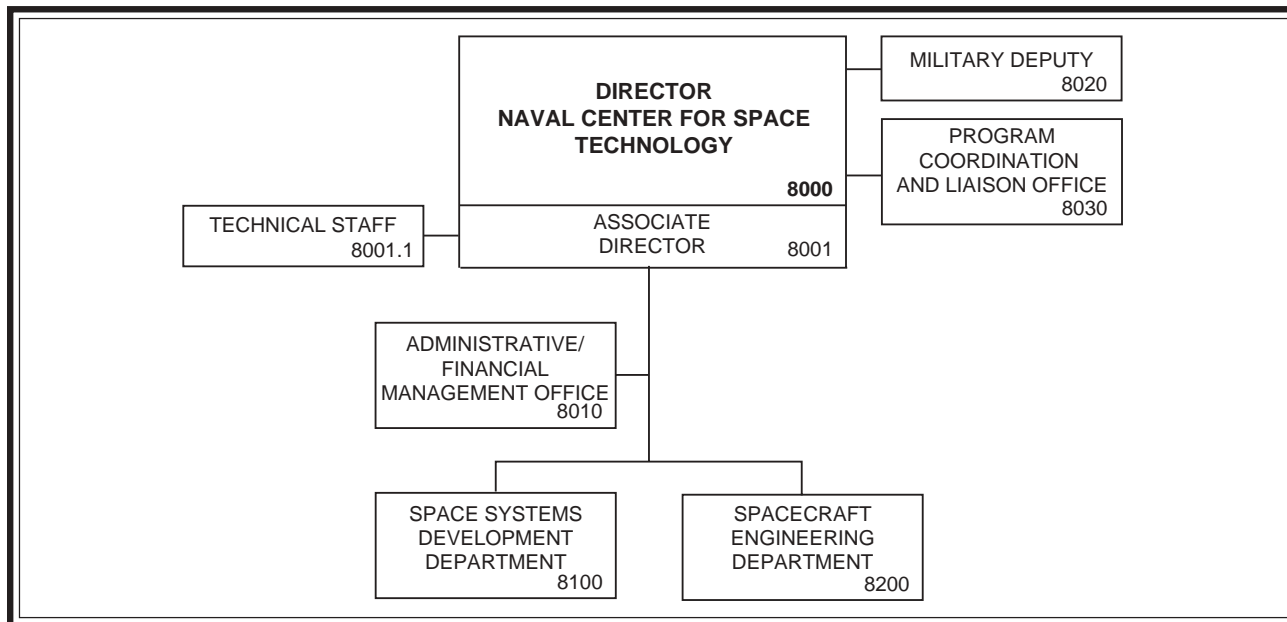 DIRECTOR
NAVAL CENTER FOR SPACE
TECHNOLOGY
8000
MILITARY DEPUTY
8020
PROGRAM
COORDINATION
AND LIAISON OFFICE
8030
TECHNICAL STAFF
8001.1
ASSOCIATE
DIRECTOR
8001
ADMINISTRATIVE/
FINANCIAL
MANAGEMENT OFFICE
8010
SPACE SYSTEMS
DEVELOPMENT
DEPARTMENT
8100
SPACECRAFT
ENGINEERING
DEPARTMENT
8200